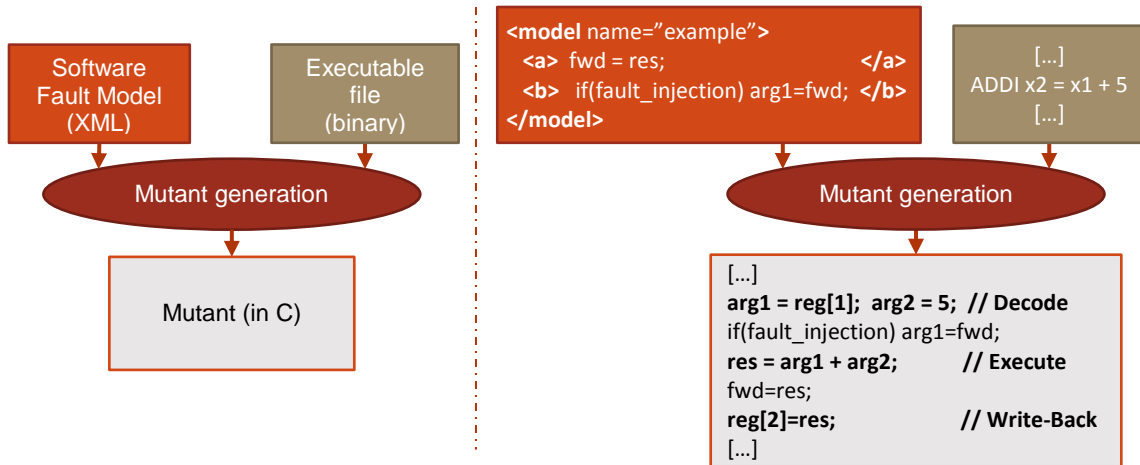 Software
Fault Model
(XML)
Executable
file
(binary)
Mutant generation
Mutant (in C)
<model name=”example”>
<a> fwd = res; </a>
<b> if(fault_injection) arg1=fwd; </b>
</model>
[…]
ADDI x2 = x1 + 5
[…]
Mutant generation
[…]
arg1 = reg[1]; arg2 = 5; // Decode
if(fault_injection) arg1=fwd;
res = arg1 + arg2; // Execute
fwd=res;
reg[2]=res; // Write-Back
[…]